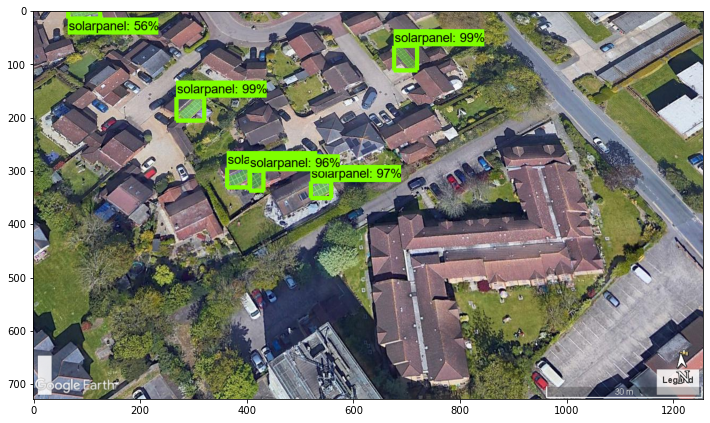 solarpanel: 56%
solarpanel: 99%
solarpanel: 99%
sola
solarpanel: 96%
solarpanel: 97%
0
100
200
300
400
500
600
700
0
200
400
600
800
1000
1200
Google Earth
Legend
N
30 m